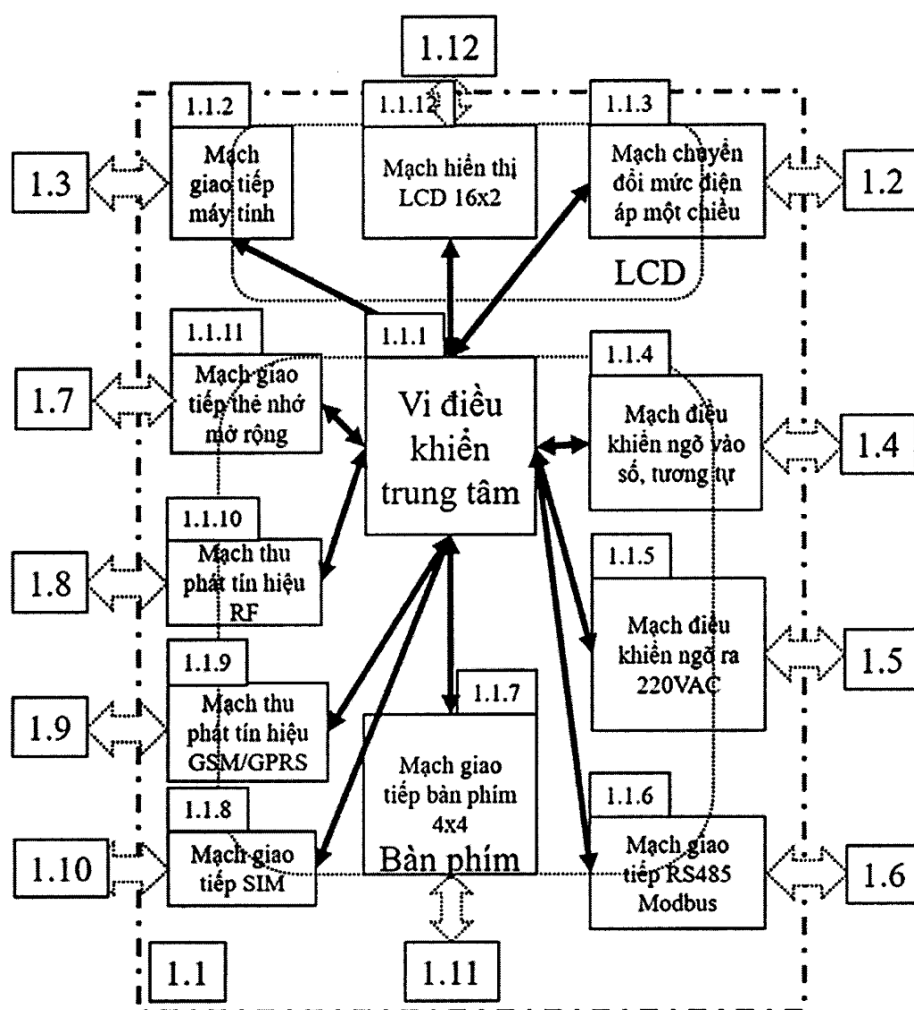 1.12
1.1.2
1.1.12
1.1.3
1.3
Mạch
giao tiếp
máy tính
Mạch hiển thị
LCD 16x2
Mạch chuyển
đổi mức điện
áp một chiều
1.2
LCD
1.1.11
1.1.1
1.1.4
1.7
Mạch giao
tiếp thẻ nhớ
mở rộng
Vi điều
khiển
trung tâm
Mạch điều
khiển ngõ vào
số, tương tự
1.4
1.1.10
1.8
Mạch thu
phát tín hiệu
RF
1.1.5
Mạch điều
khiển ngõ ra
220VAC
1.5
1.1.9
1.9
Mạch thu
phát tín hiệu
GSM/GPRS
1.1.7
Mạch giao
tiếp bàn phím
4x4
Bàn phím
1.1.8
1.10
Mạch giao
tiếp SIM
1.1.6
Mạch giao
tiếp RS485
Modbus
1.6
1.1
1.11